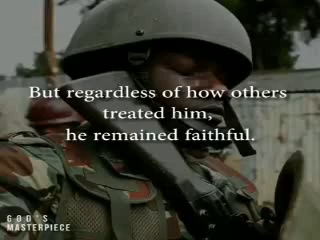 But regardless of how others
treated him,
he remained faithful.
GOD'S
MASTERPIECE